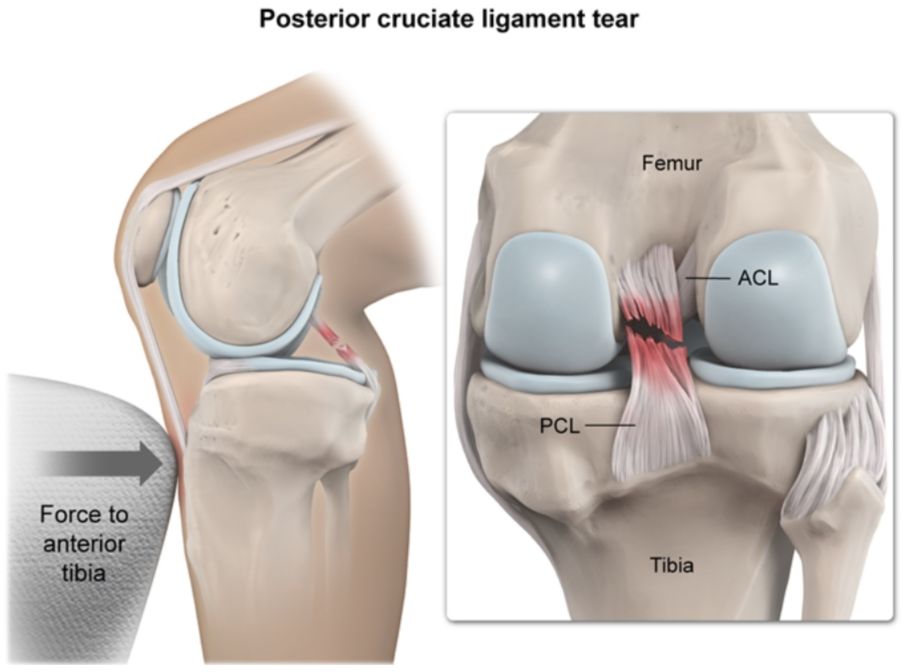 Posterior cruciate ligament tear
Femur
ACL
PCL
Tibia
Force to
anterior
tibia